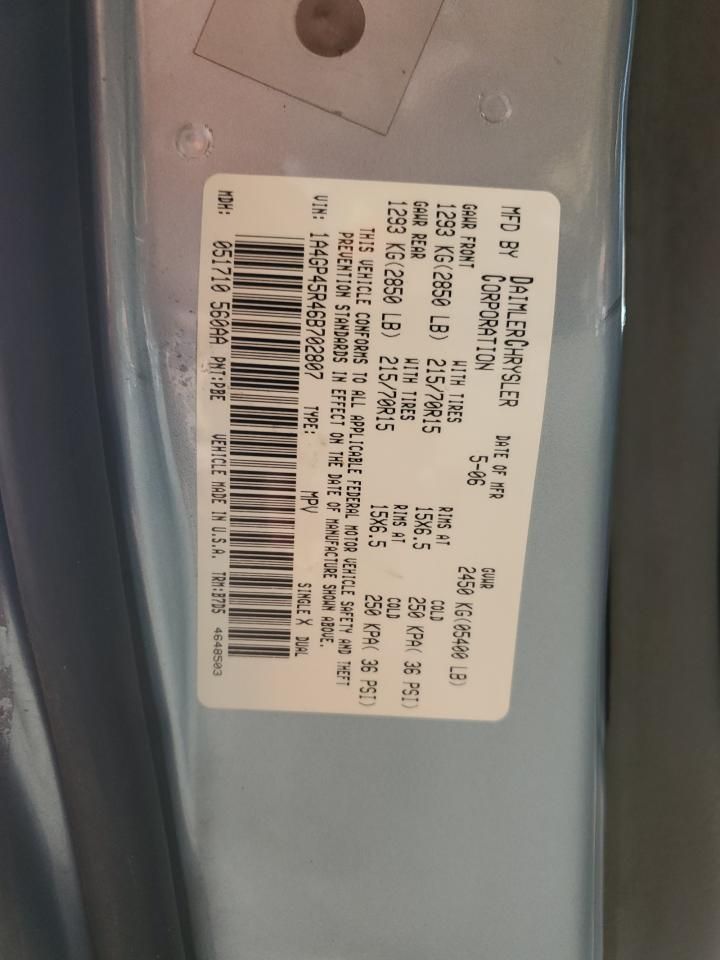 MFD BY DAIMLERCHRYSLER CORPORATION
DATE OF MFR 5-06
GVWR 2450 KG(05400 LB)
GAWR FRONT WITH TIRES RIMS AT COLD
1293 KG(2850 LB) 215/70R15 15X6.5 250 KPA( 36 PSI)
GAWR REAR WITH TIRES RIMS AT COLD
1293 KG(2850 LB) 215/70R15 15X6.5 250 KPA( 36 PSI)
THIS VEHICLE CONFORMS TO ALL APPLICABLE FEDERAL MOTOR VEHICLE SAFETY AND THEFT
PREVENTION STANDARDS IN EFFECT ON THE DATE OF MANUFACTURE SHOWN ABOVE.
VIN: 1A4GP45R46B702807 TYPE: MPV SINGLE X DUAL
MDH: 051710 560AA PNT:PBE VEHICLE MADE IN U.S.A. TRM:B7D5 4648503